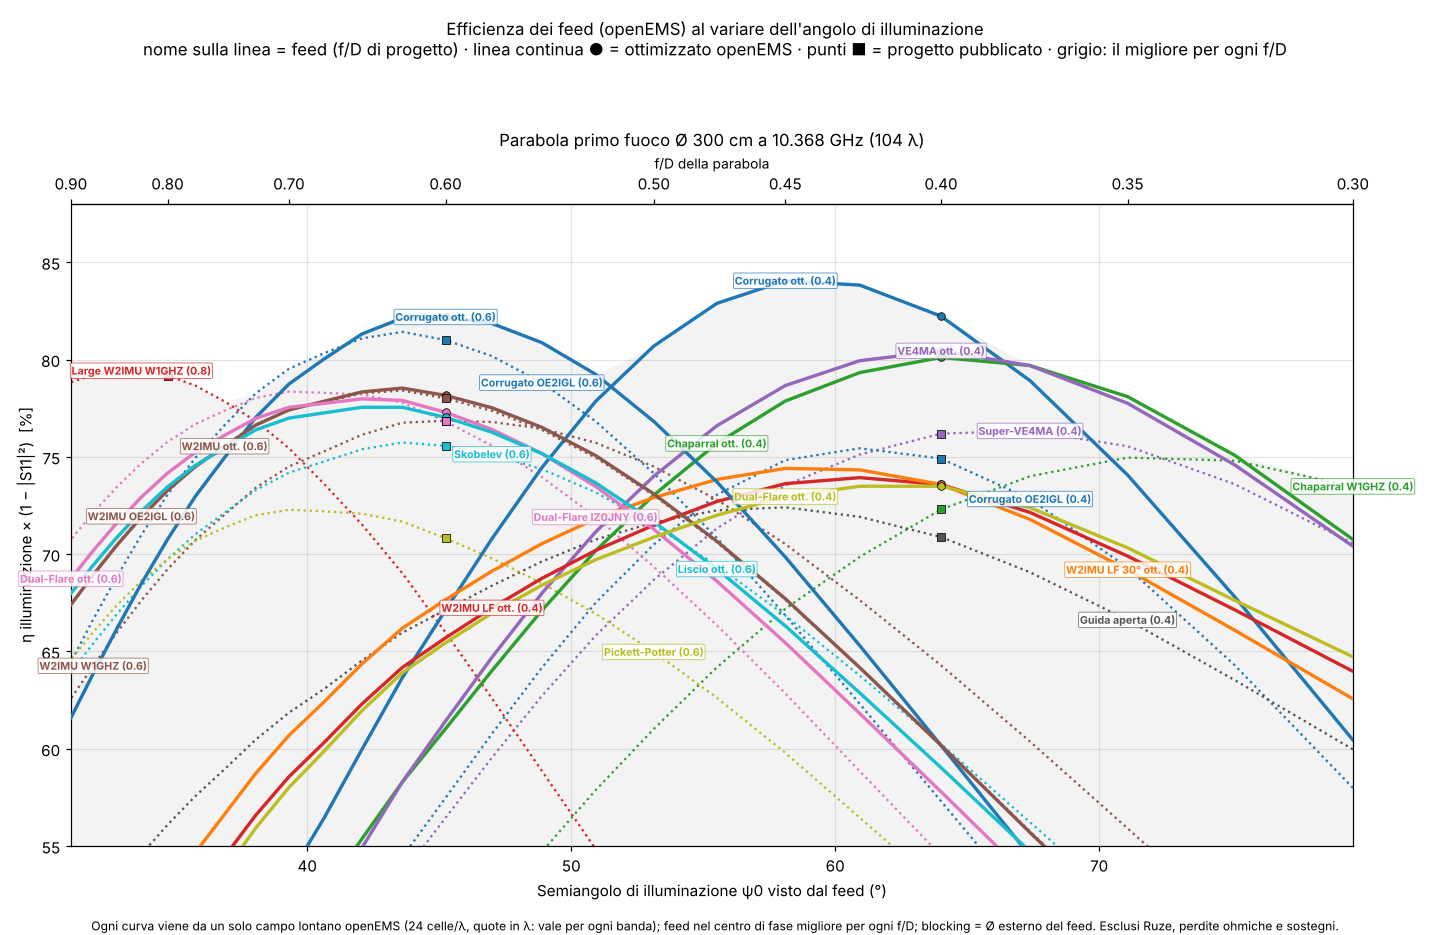 Efficienza dei feed (openEMS) al variare dell'angolo di illuminazione
nome sulla linea = feed (f/D di progetto) · linea continua ● = ottimizzato openEMS · punti ■ = progetto pubblicato · grigio: il migliore per ogni f/D
Parabola primo fuoco Ø 300 cm a 10.368 GHz (104 λ)
f/D della parabola
0.90 0.80 0.70 0.60 0.50 0.45 0.40 0.35 0.30
85
Corrugato ott. (0.4)
Corrugato ott. (0.6)
VE4MA ott. (0.4)
80
Large W2IMU W1GHZ (0.8)
Corrugato OE2IGL (0.6)
Super-VE4MA (0.4)
Chaparral ott. (0.4)
W2IMU ott. (0.6)
Skobelev (0.6)
75
Chaparral W1GHZ (0.4)
Dual-Flare ott. (0.4)
Corrugato OE2IGL (0.4)
W2IMU OE2IGL (0.6)
Dual-Flare IZ0JNY (0.6)
70
Liscio ott. (0.6)
W2IMU LF 30° ott. (0.4)
Dual-Flare ott. (0.6)
W2IMU LF ott. (0.4)
Guida aperta (0.4)
65
Pickett-Potter (0.6)
W2IMU W1GHZ (0.6)
60
55
η illuminazione × (1 − |S11|²) [%]
40 50 60 70
Semiangolo di illuminazione ψ0 visto dal feed (°)
Ogni curva viene da un solo campo lontano openEMS (24 celle/λ, quote in λ: vale per ogni banda); feed nel centro di fase migliore per ogni f/D; blocking = Ø esterno del feed. Esclusi Ruze, perdite ohmiche e sostegni.